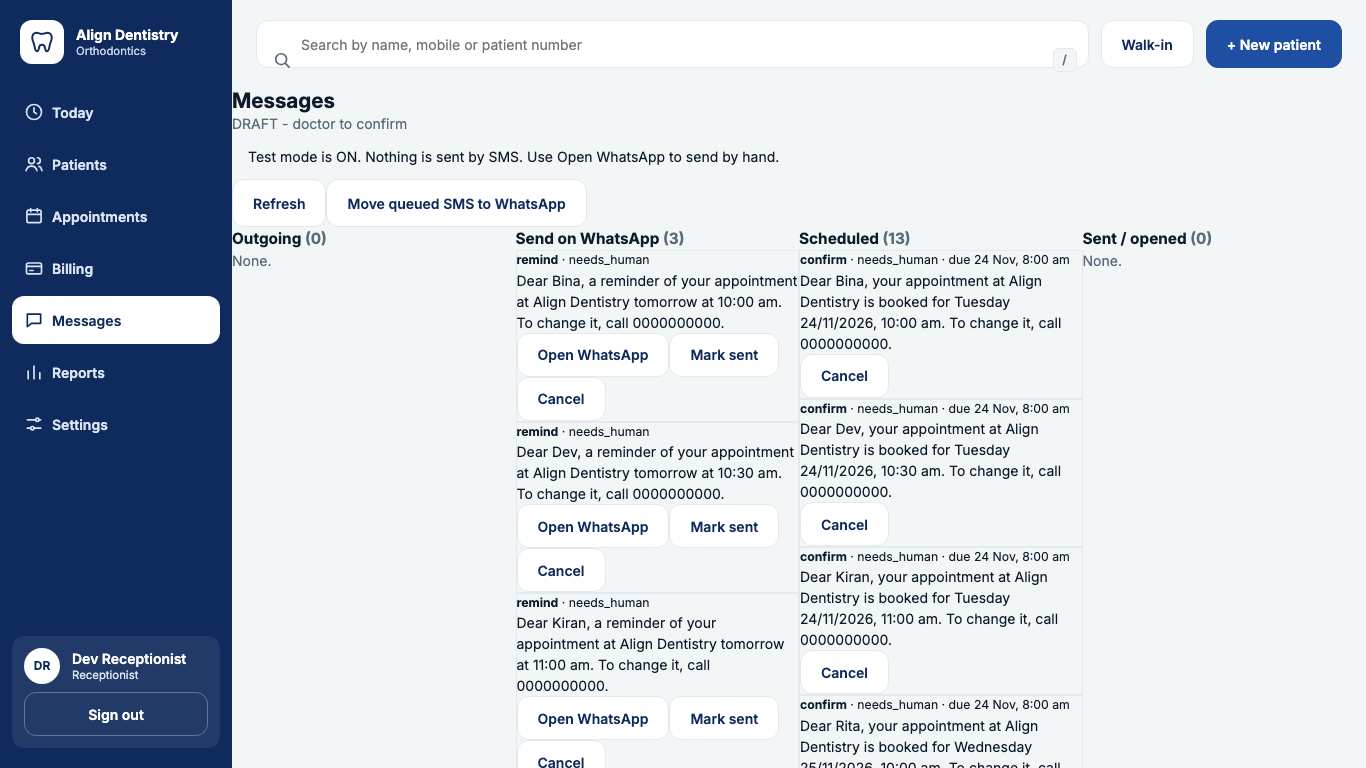 Align Dentistry
Orthodontics
Today
Patients
Appointments
Billing
Messages
Reports
Settings
DR
Dev Receptionist
Receptionist
Sign out
Search by name, mobile or patient number
/
Walk-in
+ New patient
Messages
DRAFT - doctor to confirm
Test mode is ON. Nothing is sent by SMS. Use Open WhatsApp to send by hand.
Refresh
Move queued SMS to WhatsApp
Outgoing (0)
None.
Send on WhatsApp (3)
remind · needs_human
Dear Bina, a reminder of your appointment
at Align Dentistry tomorrow at 10:00 am.
To change it, call 0000000000.
Open WhatsApp
Mark sent
Cancel
remind · needs_human
Dear Dev, a reminder of your appointment
at Align Dentistry tomorrow at 10:30 am.
To change it, call 0000000000.
Open WhatsApp
Mark sent
Cancel
remind · needs_human
Dear Kiran, a reminder of your
appointment at Align Dentistry tomorrow
at 11:00 am. To change it, call
0000000000.
Open WhatsApp
Mark sent
Cancel
Scheduled (13)
confirm · needs_human · due 24 Nov, 8:00 am
Dear Bina, your appointment at Align
Dentistry is booked for Tuesday
24/11/2026, 10:00 am. To change it, call
0000000000.
Cancel
confirm · needs_human · due 24 Nov, 8:00 am
Dear Dev, your appointment at Align
Dentistry is booked for Tuesday
24/11/2026, 10:30 am. To change it, call
0000000000.
Cancel
confirm · needs_human · due 24 Nov, 8:00 am
Dear Kiran, your appointment at Align
Dentistry is booked for Tuesday
24/11/2026, 11:00 am. To change it, call
0000000000.
Cancel
confirm · needs_human · due 24 Nov, 8:00 am
Dear Rita, your appointment at Align
Dentistry is booked for Wednesday
25/11/2026, 10:00 am. To change it, call
Sent / opened (0)
None.